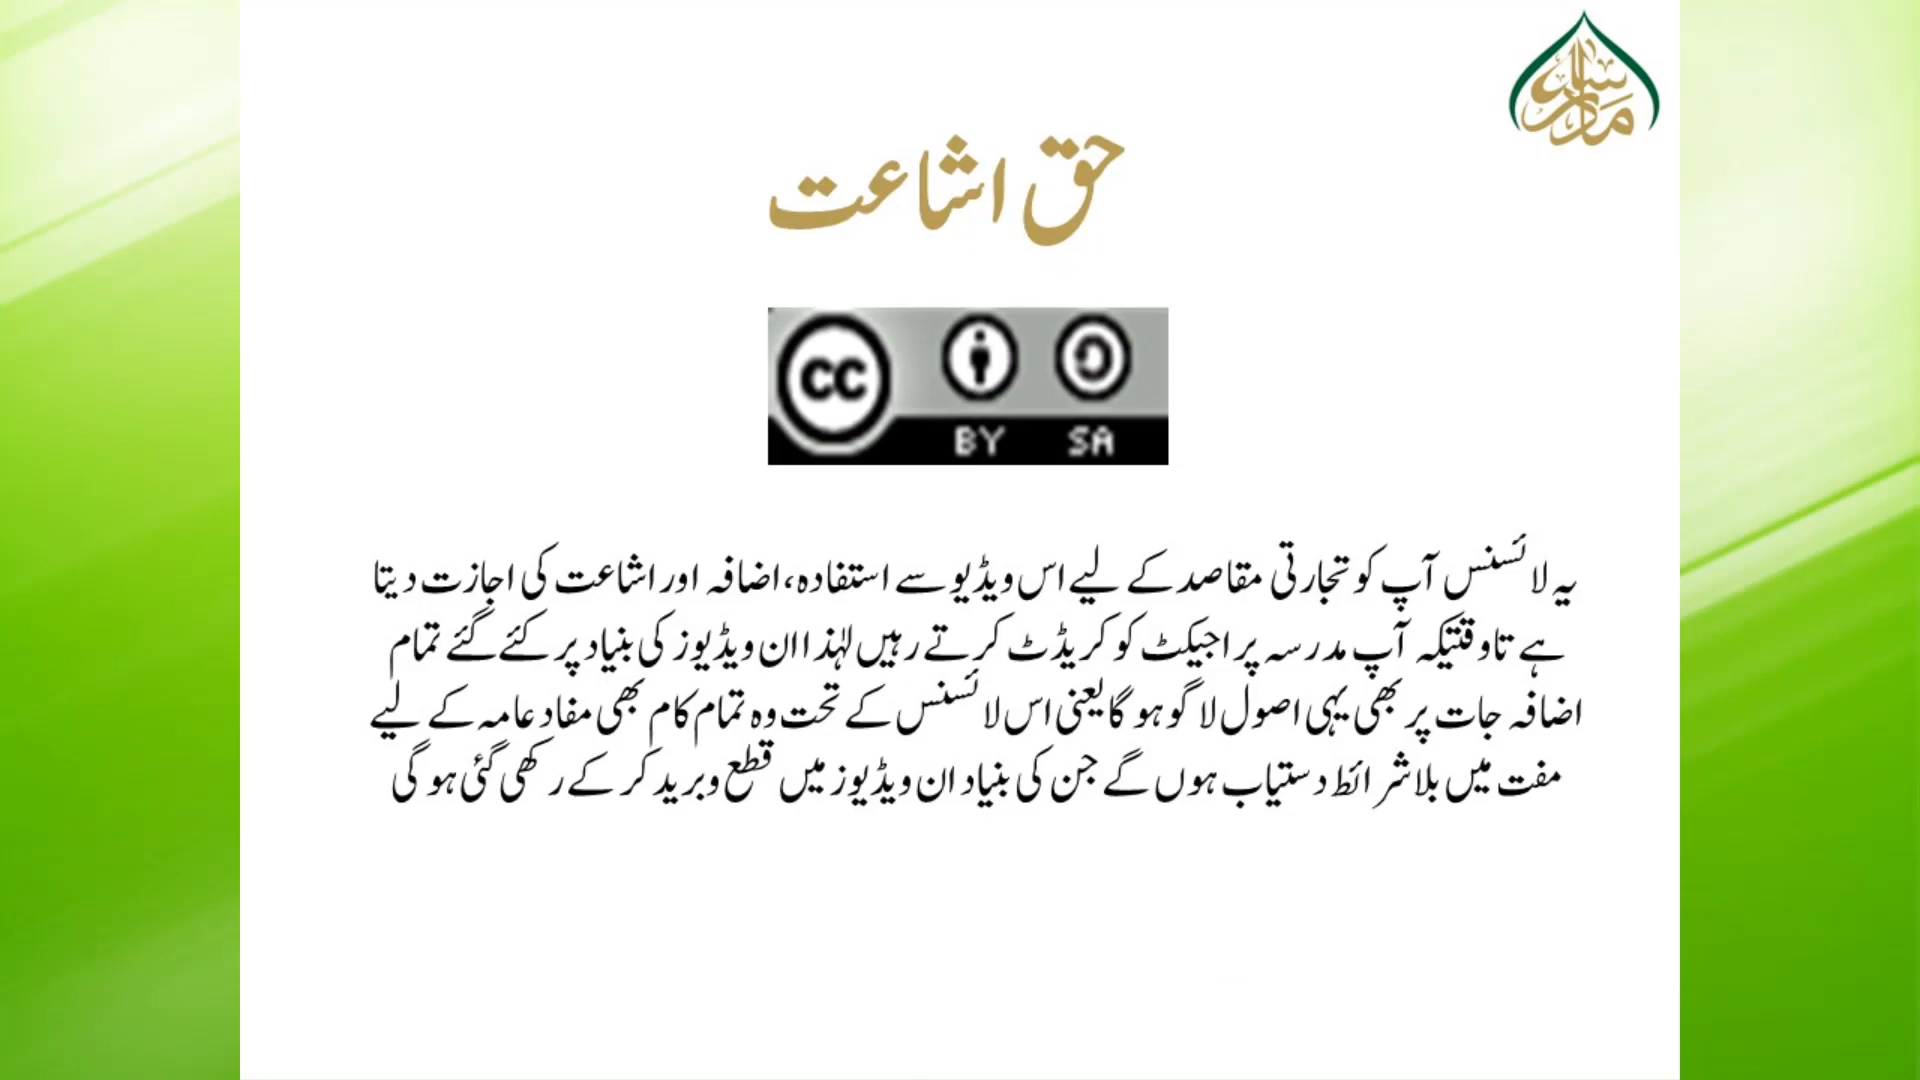 مدرسہ
حق اشاعت
cc
BY SA
یہ لائسنس آپ کو تجارتی مقاصد کے لیے اس ویڈیو سے استفادہ، اضافہ اور اشاعت کی اجازت دیتا
ہے تاوقتیکہ آپ مدرسہ پراجیکٹ کو کریڈٹ کرتے رہیں لہٰذا ان ویڈیوز کی بنیاد پر کئے گئے تمام
اضافہ جات پر بھی یہی اصول لاگو ہو گا یعنی اس لائسنس کے تحت وہ تمام کام بھی مفاد عامہ کے لیے
مفت میں بلا شرائط دستیاب ہوں گے جن کی بنیاد ان ویڈیوز میں قطع و برید کر کے رکھی گئی ہو گی